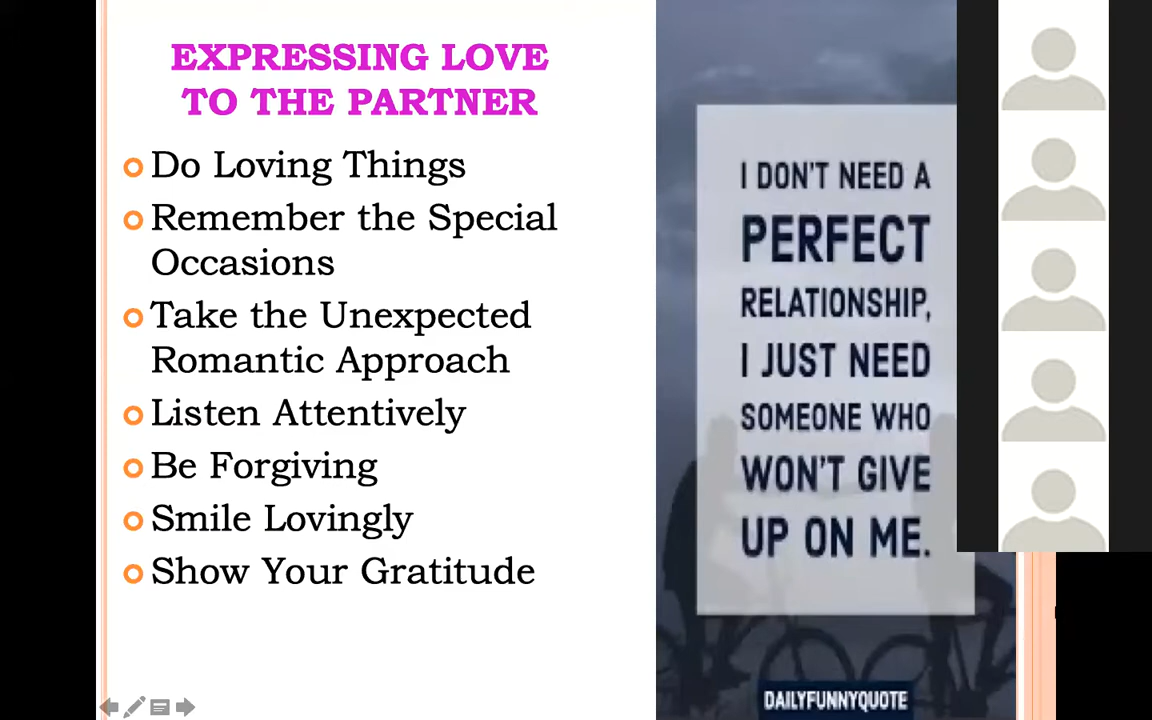 EXPRESSING LOVE
TO THE PARTNER
Do Loving Things
Remember the Special
Occasions
Take the Unexpected
Romantic Approach
Listen Attentively
Be Forgiving
Smile Lovingly
Show Your Gratitude
I DON'T NEED A
PERFECT
RELATIONSHIP,
I JUST NEED
SOMEONE WHO
WON'T GIVE
UP ON ME.
DAILYFUNNYQUOTE